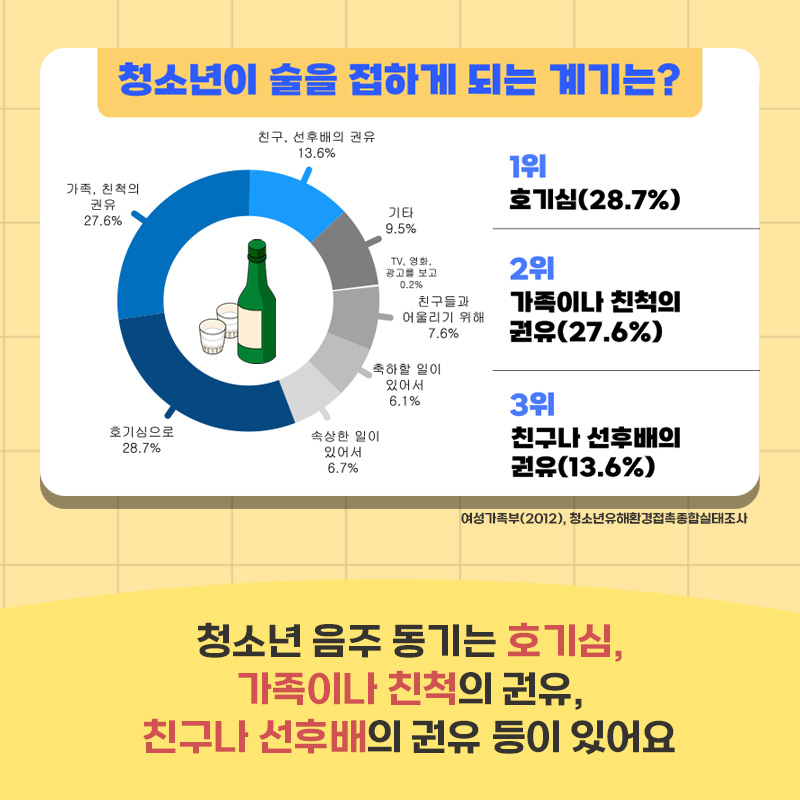 청소년이 술을 접하게 되는 계기는?
친구, 선후배의 권유
13.6%
가족, 친척의
권유
27.6%
기타
9.5%
TV, 영화,
광고를 보고
0.2%
친구들과
어울리기 위해
7.6%
축하할 일이
있어서
6.1%
속상한 일이
있어서
6.7%
호기심으로
28.7%
1위
호기심(28.7%)
2위
가족이나 친척의
권유(27.6%)
3위
친구나 선후배의
권유(13.6%)
여성가족부(2012), 청소년유해환경접촉종합실태조사
청소년 음주 동기는 호기심,
가족이나 친척의 권유,
친구나 선후배의 권유 등이 있어요